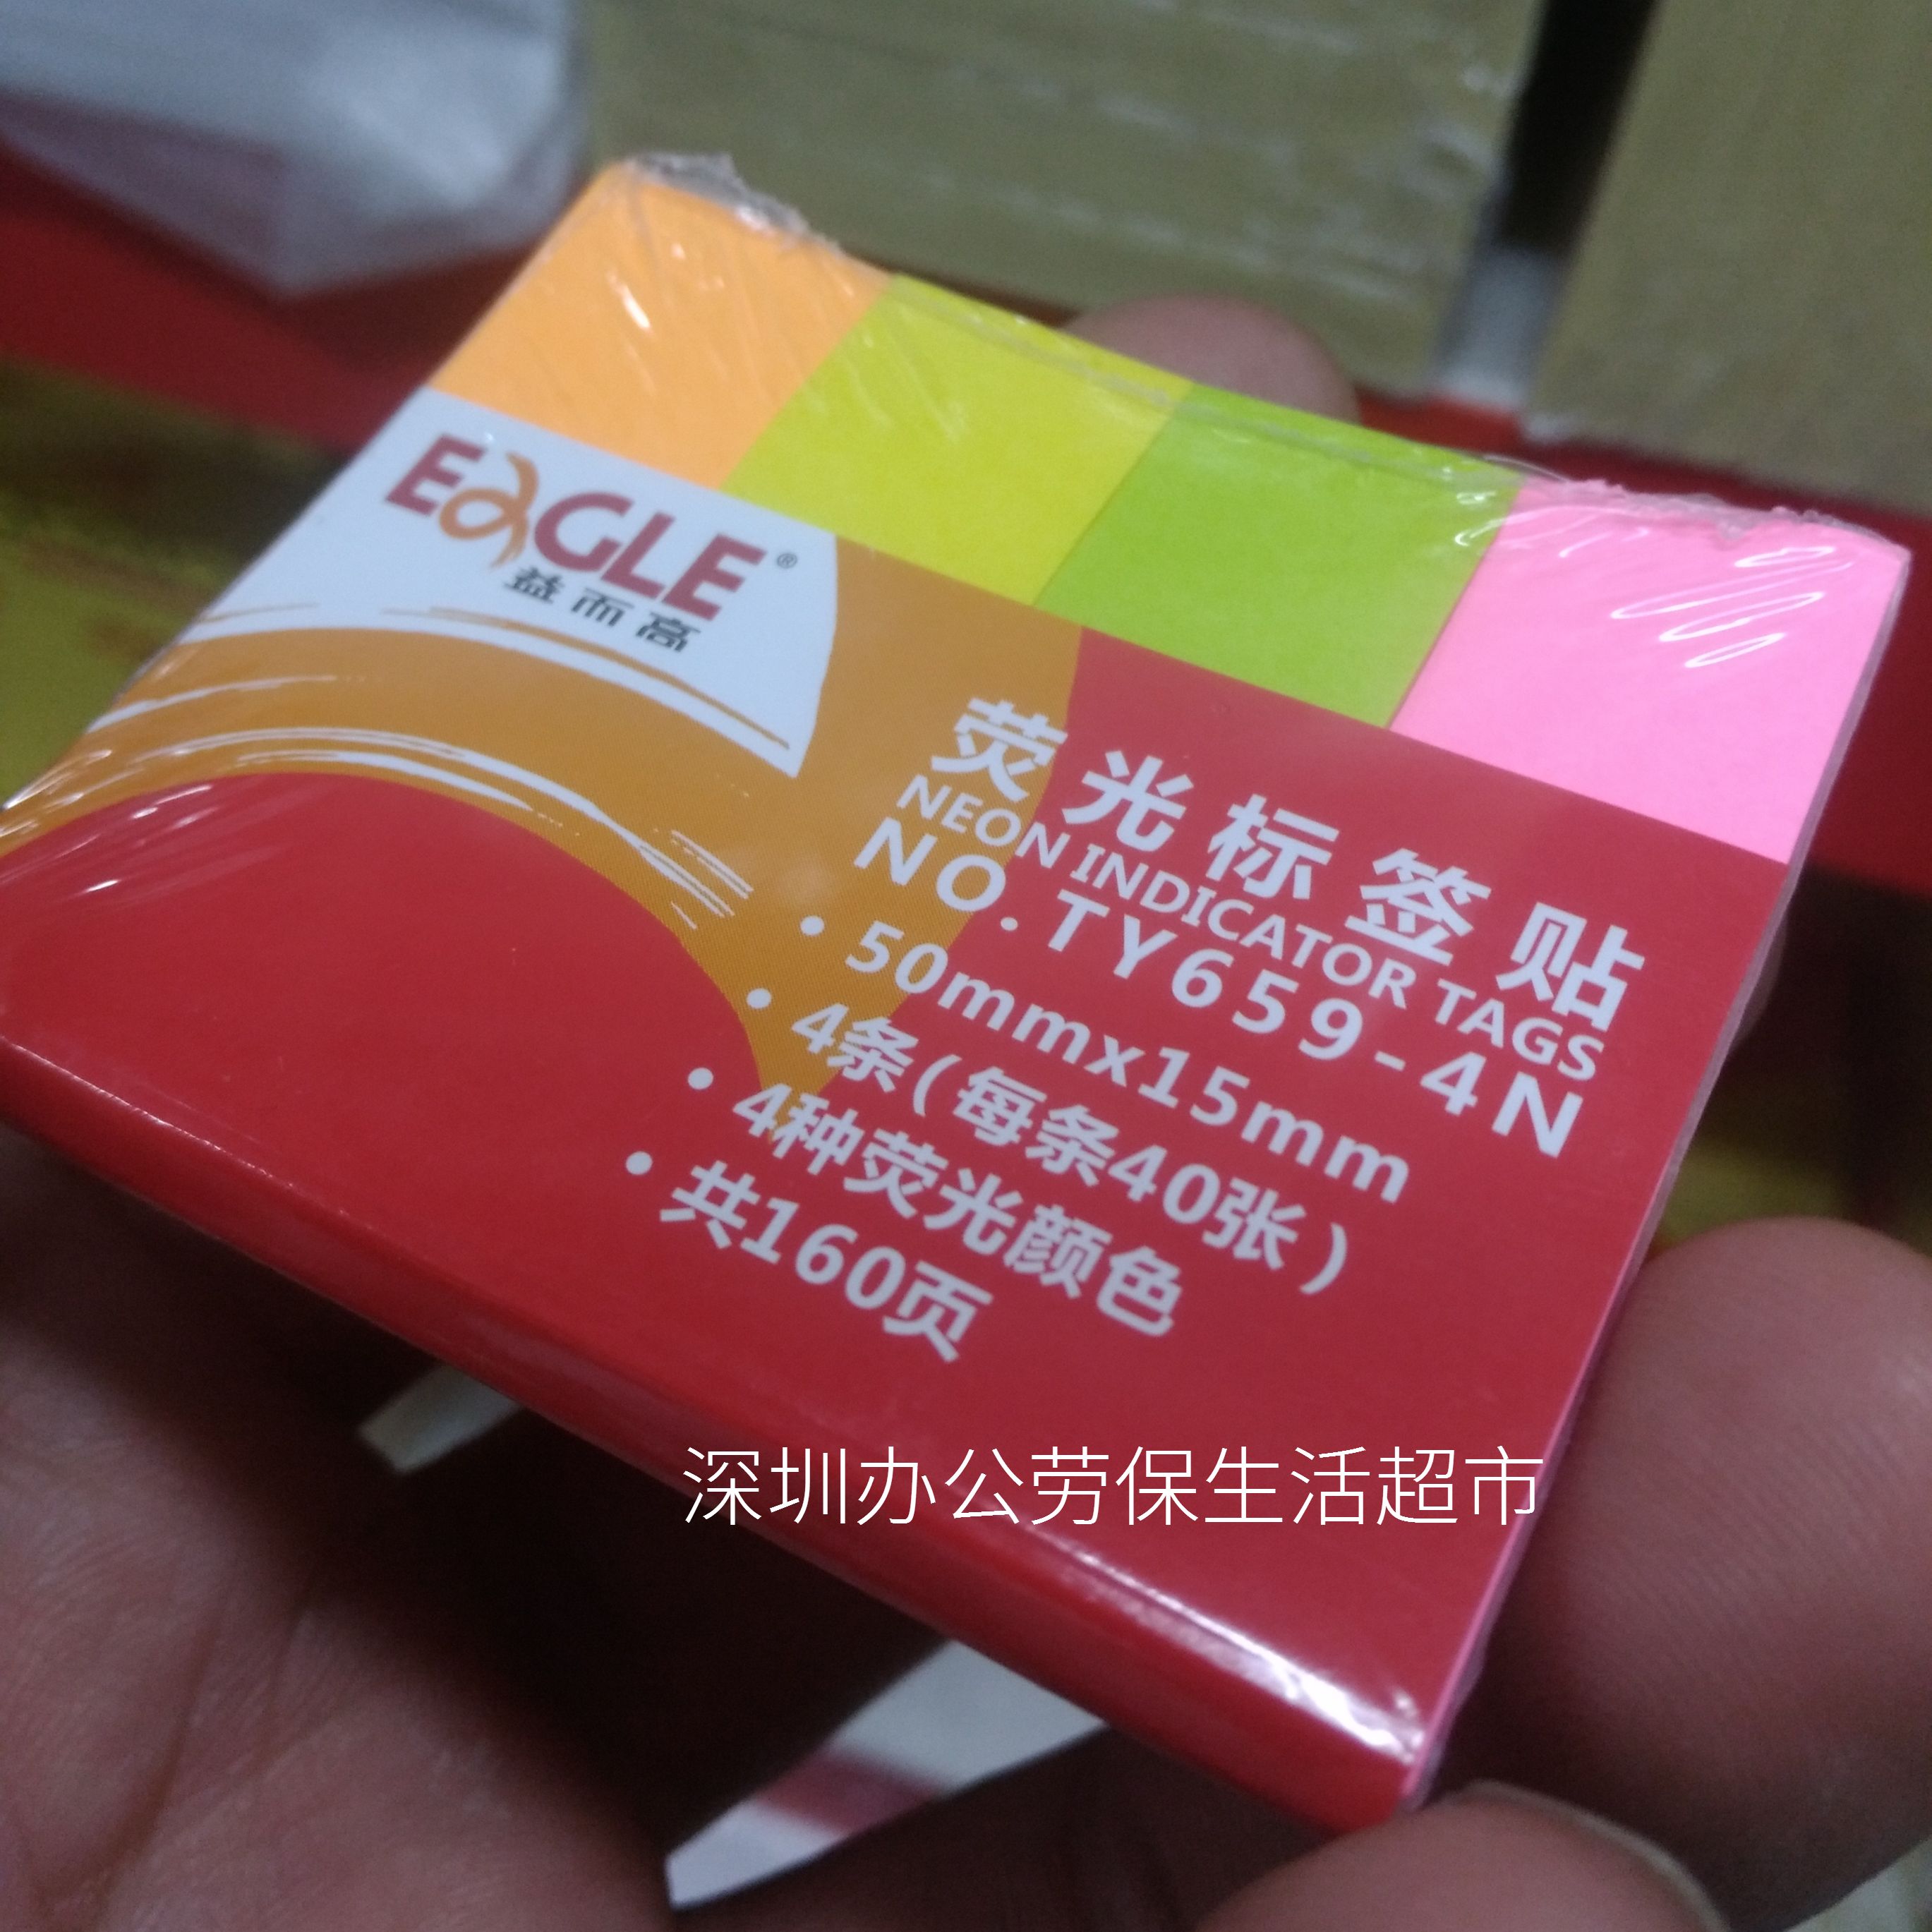 EAGLE®
益而高
荧光标签贴
NEON INDICATOR TAGS
NO.TY659-4N
• 50mmx15mm
• 4条(每条40张)
• 4种荧光颜色
• 共160页
深圳办公劳保生活超市